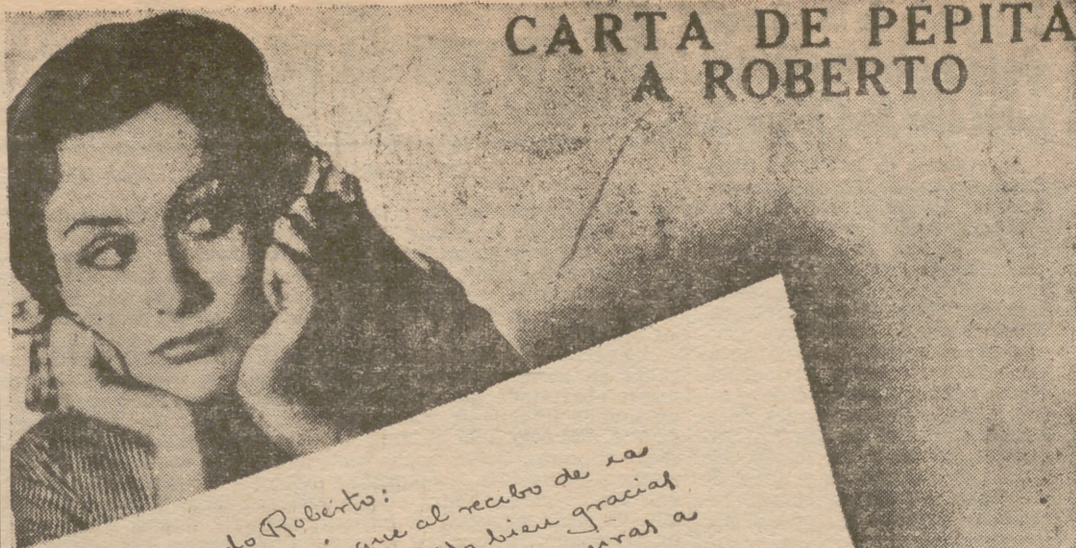 CARTA DE PEPITA
A ROBERTO
Roberto:
que al recibo de
bien gracias
a